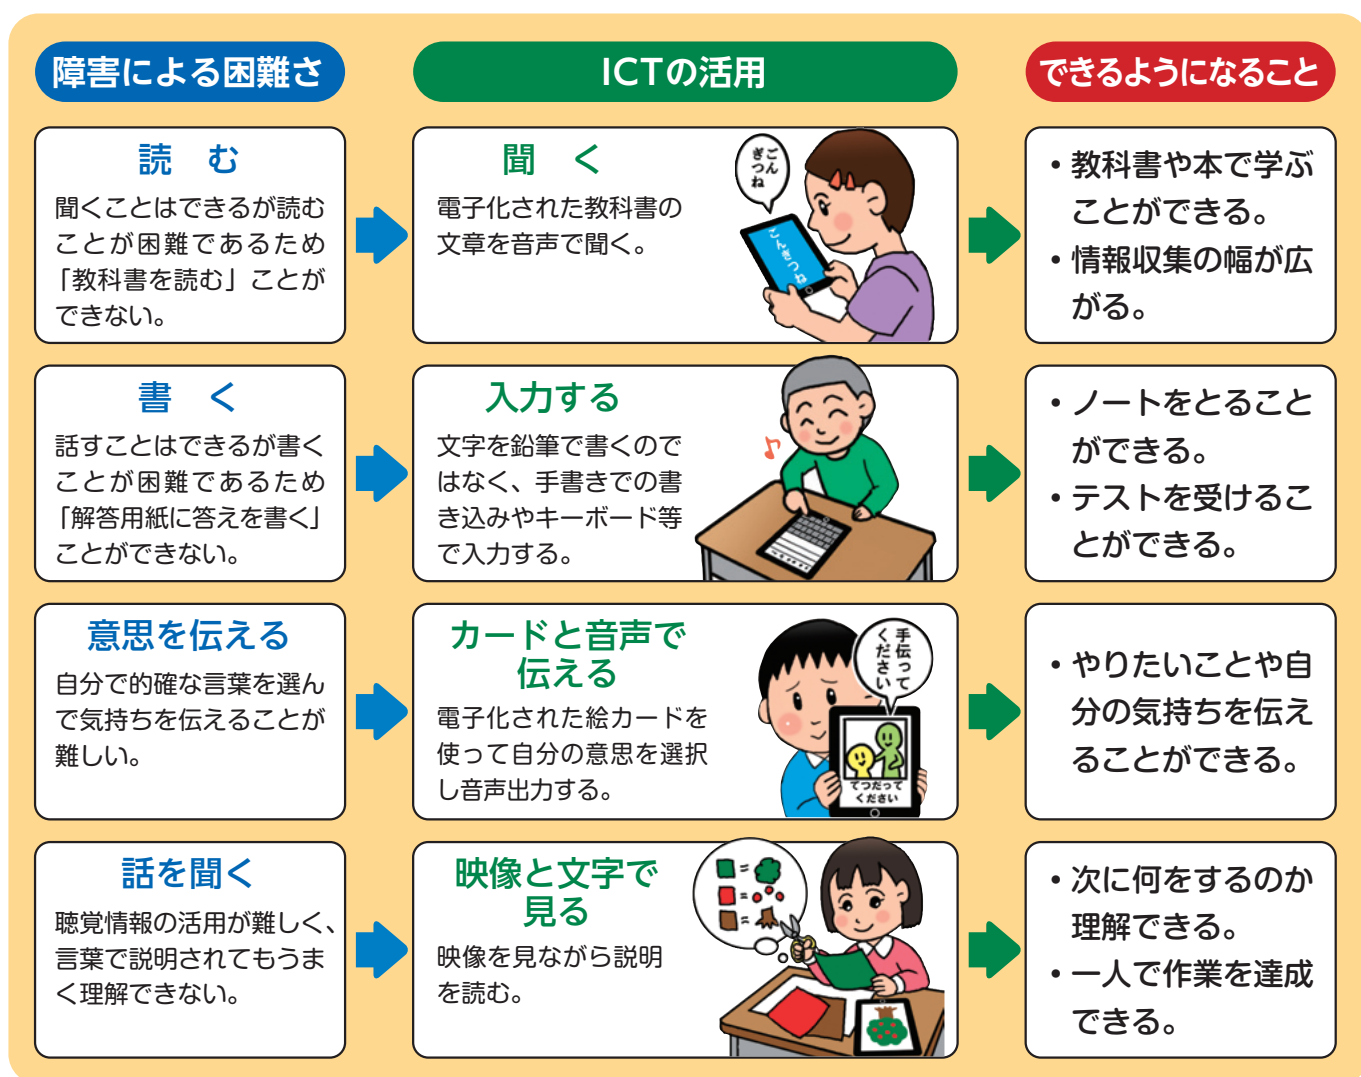 障害による困難さ
ICTの活用
できるようになること
読　む
聞くことはできるが読む
ことが困難であるため
「教科書を読む」ことが
できない。
聞　く
電子化された教科書の
文章を音声で聞く。
ごん
ぎつね
ごんぎつね
・教科書や本で学ぶ
ことができる。
・情報収集の幅が広
がる。
書　く
話すことはできるが書く
ことが困難であるため
「解答用紙に答えを書く」
ことができない。
入力する
文字を鉛筆で書くので
はなく、手書きでの書
き込みやキーボード等
で入力する。
・ノートをとること
ができる。
・テストを受けるこ
とができる。
意思を伝える
自分で的確な言葉を選ん
で気持ちを伝えることが
難しい。
カードと音声で
伝える
電子化された絵カードを
使って自分の意思を選択
し音声出力する。
手伝って
ください
てつだって
ください
・やりたいことや自
分の気持ちを伝え
ることができる。
話を聞く
聴覚情報の活用が難しく、
言葉で説明されてもうま
く理解できない。
映像と文字で
見る
映像を見ながら説明
を読む。
・次に何をするのか
理解できる。
・一人で作業を達成
できる。